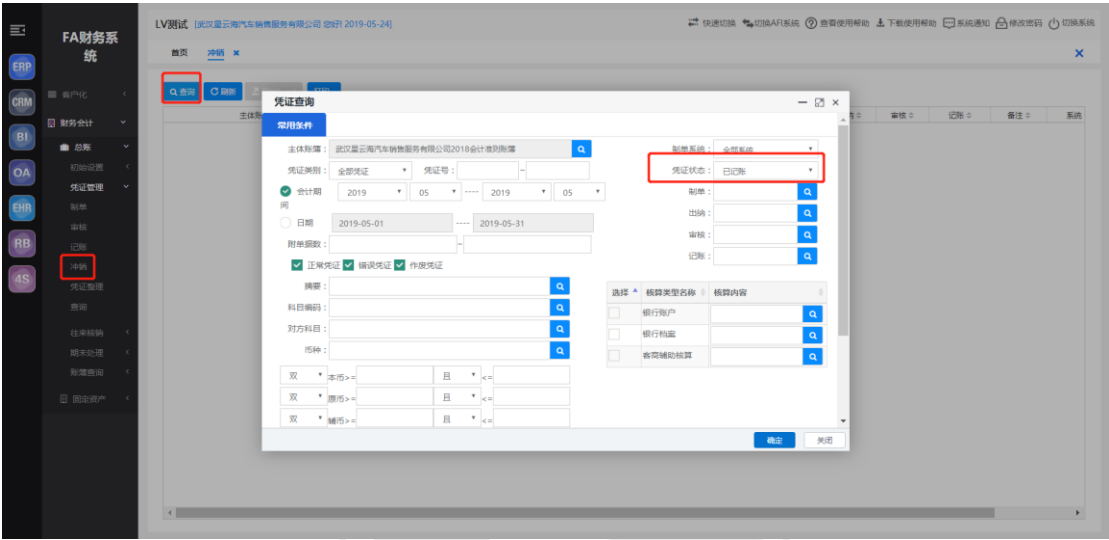 LV测试 [武汉星云海汽车销售服务有限公司 您好! 2019-05-24]
快速切换 切换AR系统 查看使用帮助 下载使用帮助 系统通知 修改密码 切换系统
FA财务系统
首页 冲销 ×
ERP
CRM
BI
OA
EHR
RB
4S
客户化
财务会计
总账
初始设置
凭证管理
制单
审核
记账
冲销
凭证整理
查询
往来核销
期末处理
账簿查询
固定资产
查询 刷新
审核 记账 备注 系统
凭证查询
常用条件
主体账簿: 武汉星云海汽车销售服务有限公司2018会计准则账簿
制单系统: 全部系统
凭证类别: 全部凭证 凭证号: -
凭证状态: 已记账
会计期间 2019 05 ---- 2019 05
制单:
日期 2019-05-01 ---- 2019-05-31
出纳:
审核:
附单据数: -
记账:
正常凭证 错误凭证 作废凭证
摘要:
科目编码:
对方科目:
币种:
选择 核算类型名称 核算内容
银行账户
银行档案
客商辅助核算
双 本币>= 且 <=
双 原币>= 且 <=
双 辅币>= 且 <=
确定 关闭